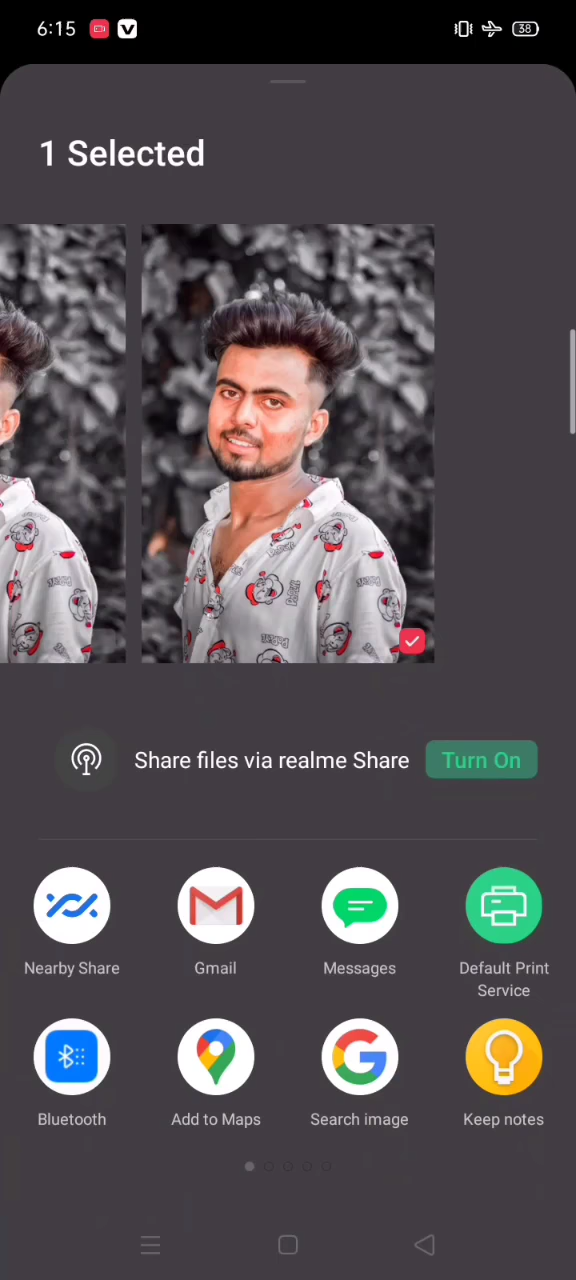 6:15
38
1 Selected
Share files via realme Share
Turn On
Nearby Share
Gmail
Messages
Default Print
Service
Bluetooth
Add to Maps
Search image
Keep notes